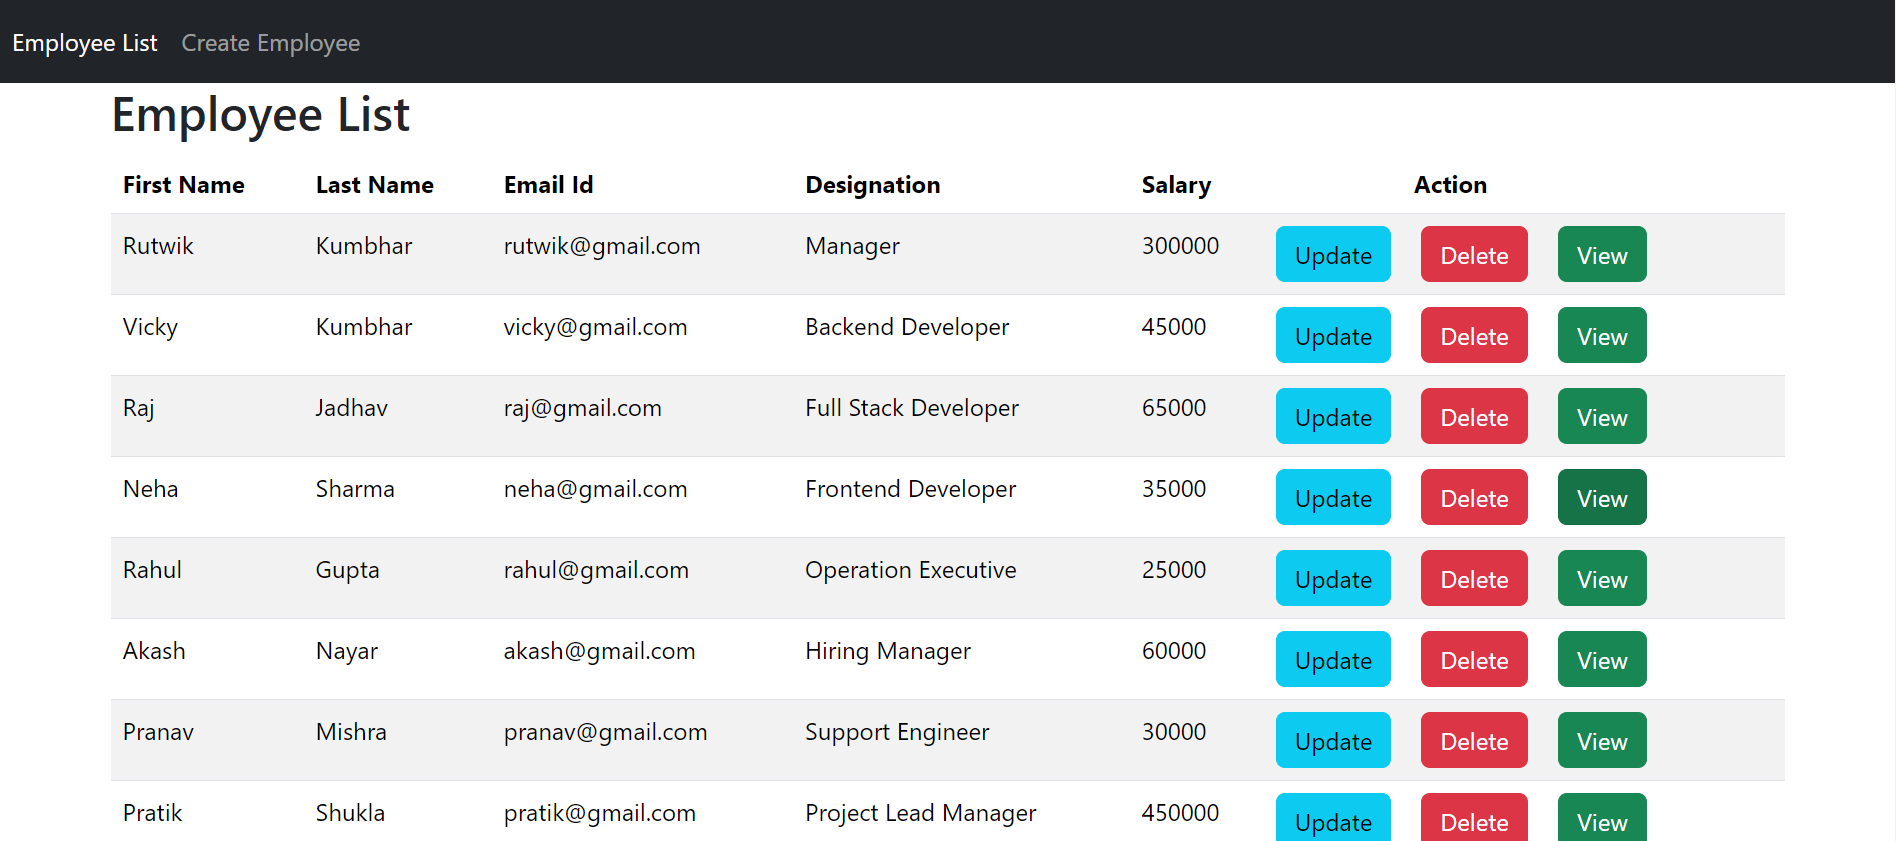 Employee List Create Employee
Employee List
First Name Last Name Email Id Designation Salary Action
Rutwik Kumbhar rutwik@gmail.com Manager 300000 Update Delete View
Vicky Kumbhar vicky@gmail.com Backend Developer 45000 Update Delete View
Raj Jadhav raj@gmail.com Full Stack Developer 65000 Update Delete View
Neha Sharma neha@gmail.com Frontend Developer 35000 Update Delete View
Rahul Gupta rahul@gmail.com Operation Executive 25000 Update Delete View
Akash Nayar akash@gmail.com Hiring Manager 60000 Update Delete View
Pranav Mishra pranav@gmail.com Support Engineer 30000 Update Delete View
Pratik Shukla pratik@gmail.com Project Lead Manager 450000 Update Delete View